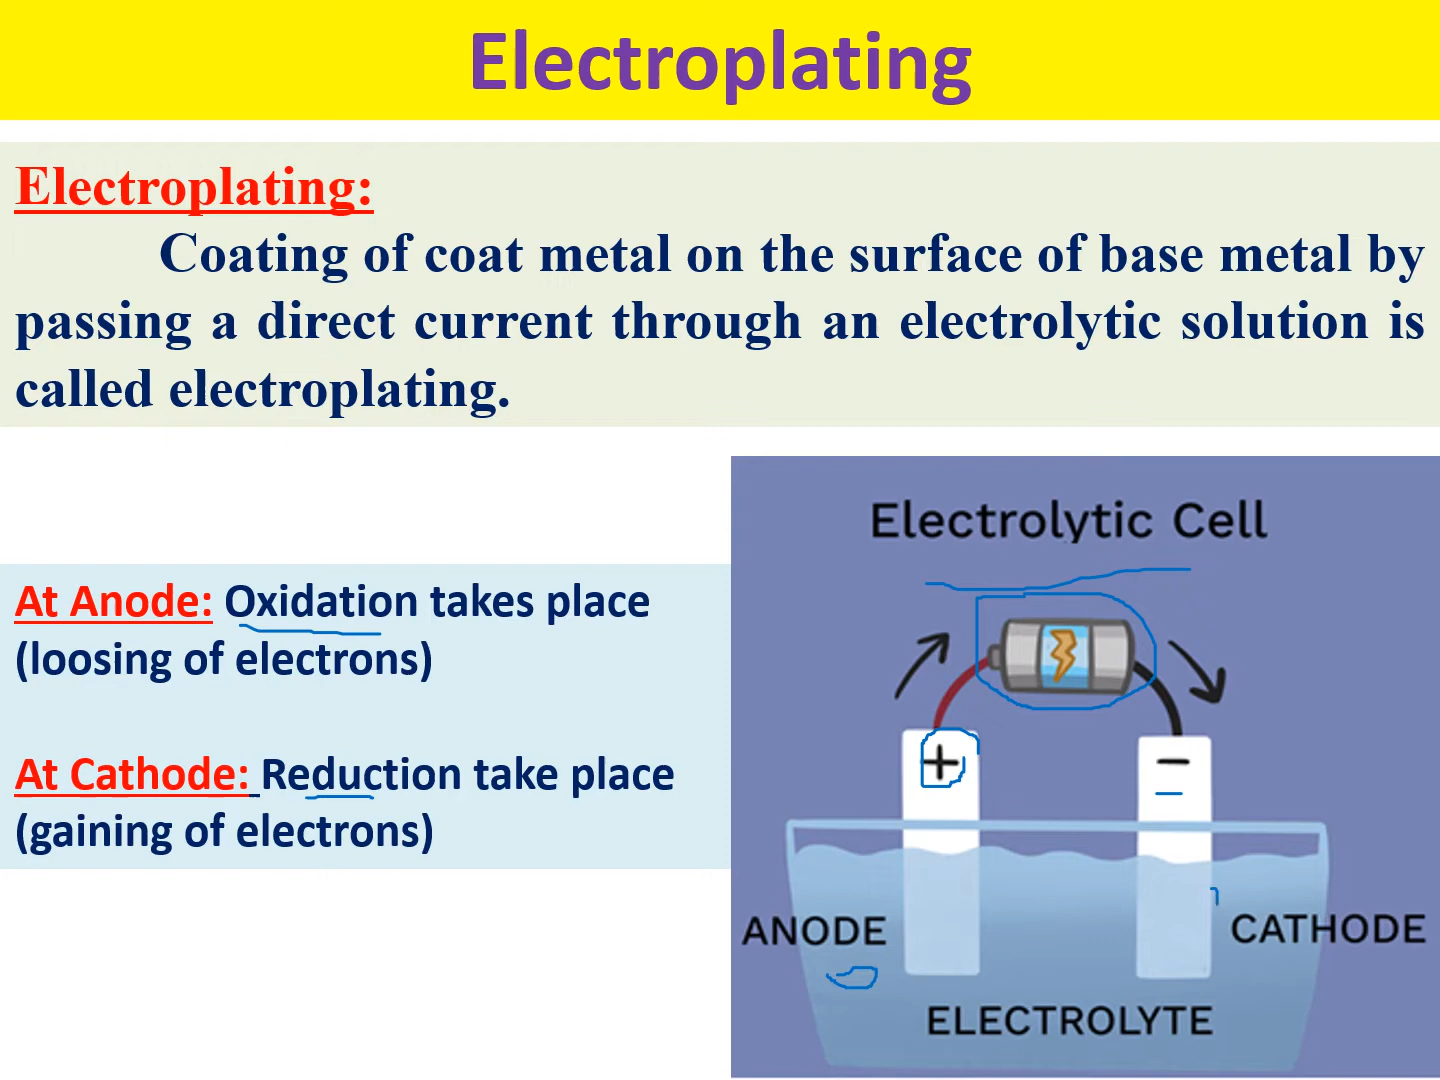 Electroplating
Electroplating:
Coating of coat metal on the surface of base metal by
passing a direct current through an electrolytic solution is
called electroplating.
Electrolytic Cell
At Anode: Oxidation takes place
(loosing of electrons)
At Cathode: Reduction take place
(gaining of electrons)
+
−
ANODE
CATHODE
ELECTROLYTE